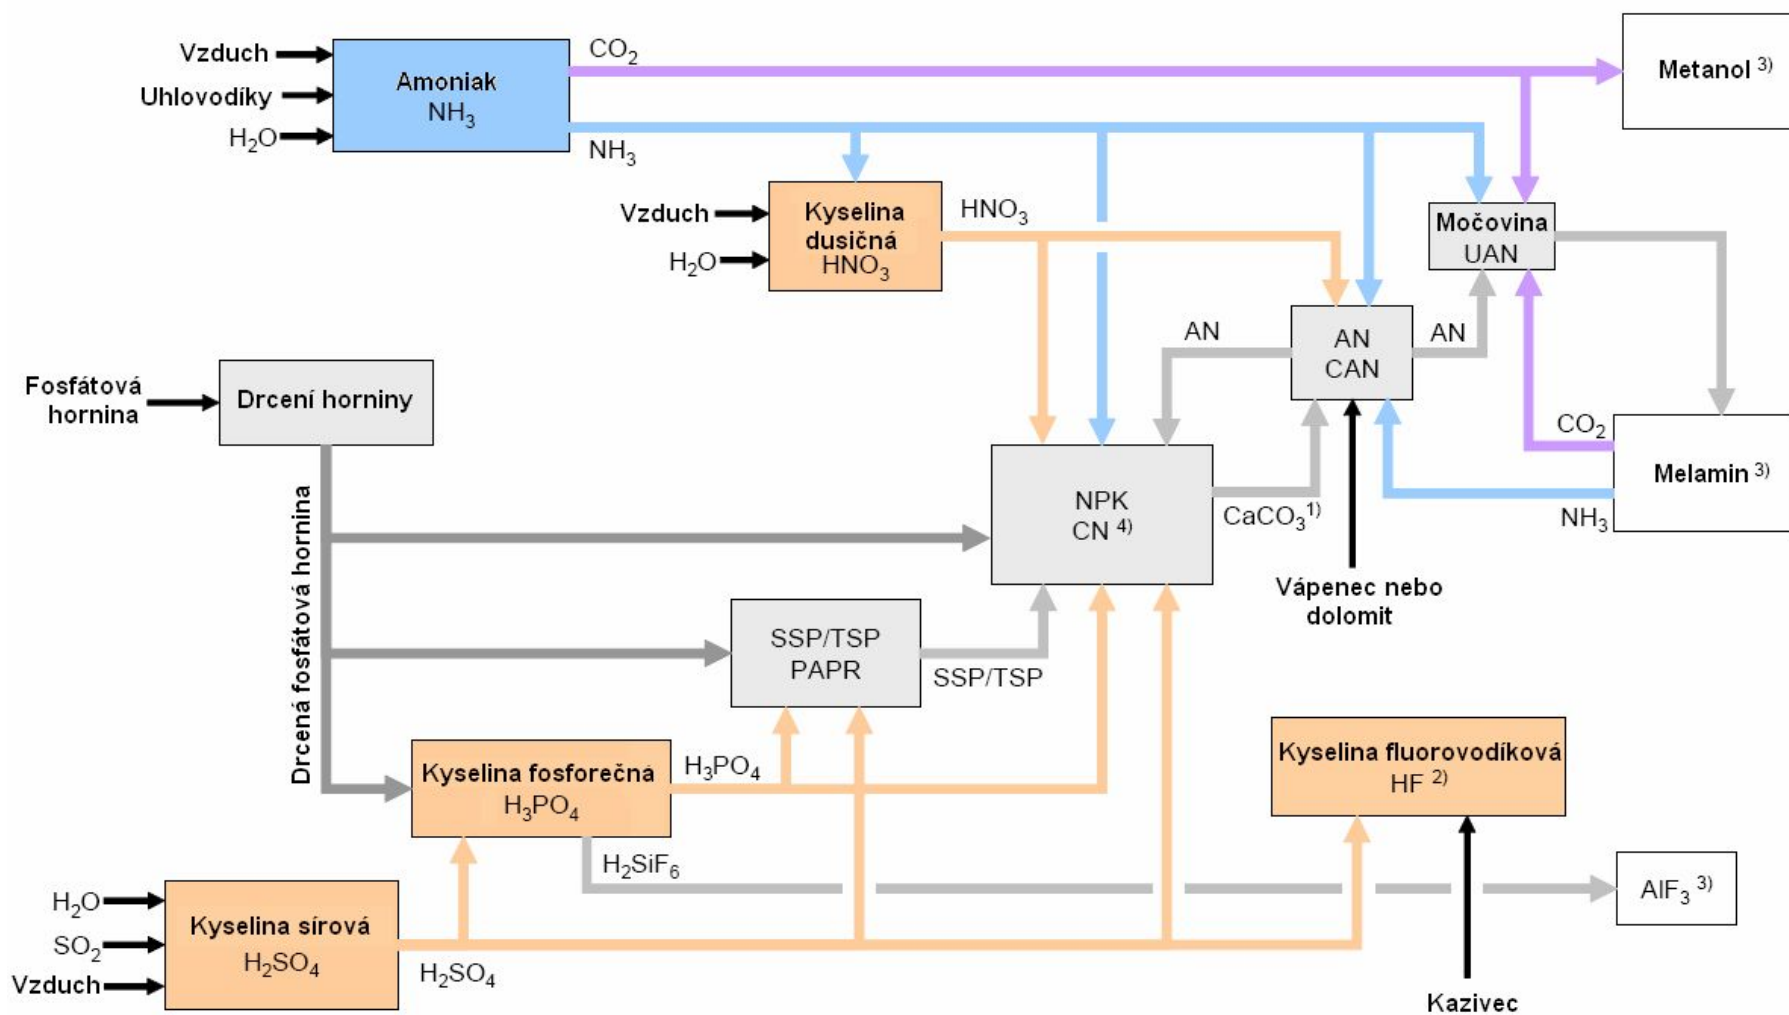 Vzduch
Uhlovodíky
H₂O
Amoniak
NH₃
CO₂
NH₃
Metanol ³⁾
Vzduch
H₂O
Kyselina
dusičná
HNO₃
HNO₃
Močovina
UAN
AN
AN
CAN
AN
Fosfátová
hornina
Drcení horniny
CO₂
Melamin ³⁾
NH₃
NPK
CN ⁴⁾
CaCO₃¹⁾
Vápenec nebo
dolomit
Drcená fosfátová hornina
SSP/TSP
PAPR
SSP/TSP
Kyselina fosforečná
H₃PO₄
H₃PO₄
H₂SiF₆
Kyselina fluorovodíková
HF ²⁾
AlF₃ ³⁾
H₂O
SO₂
Vzduch
Kyselina sírová
H₂SO₄
H₂SO₄
Kazivec